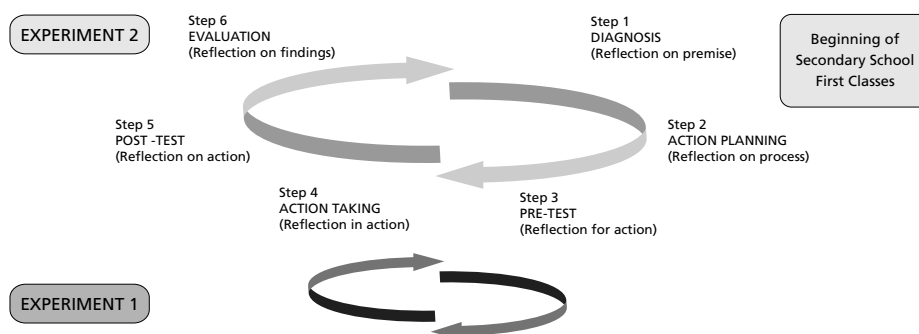 EXPERIMENT 2
Step 6
EVALUATION
(Reflection on findings)
Step 1
DIAGNOSIS
(Reflection on premise)
Beginning of
Secondary School
First Classes
Step 5
POST -TEST
(Reflection on action)
Step 2
ACTION PLANNING
(Reflection on process)
Step 4
ACTION TAKING
(Reflection in action)
Step 3
PRE-TEST
(Reflection for action)
EXPERIMENT 1